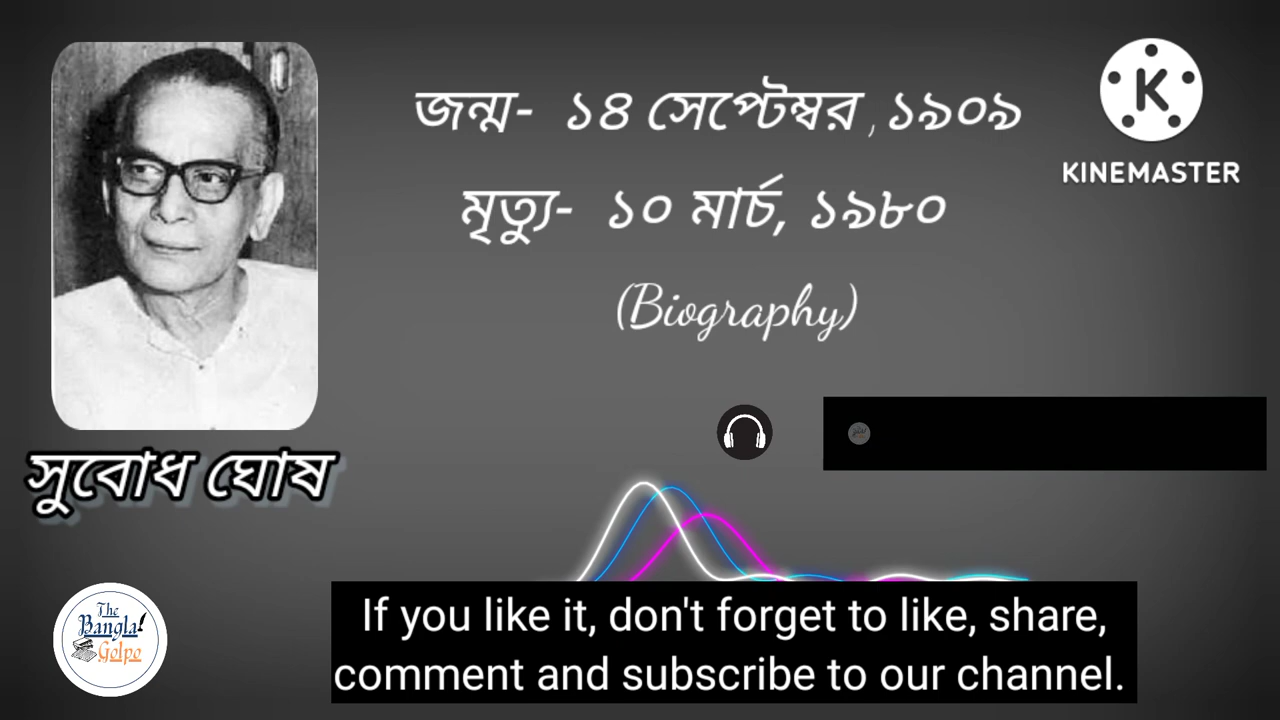 জন্ম- ১৪ সেপ্টেম্বর , ১৯০৯
মৃত্যু- ১০ মার্চ, ১৯৮০
(Biography)
K
KINEMASTER
সুবোধ ঘোষ
The
Bangla!
Golpo
If you like it, don't forget to like, share,
comment and subscribe to our channel.